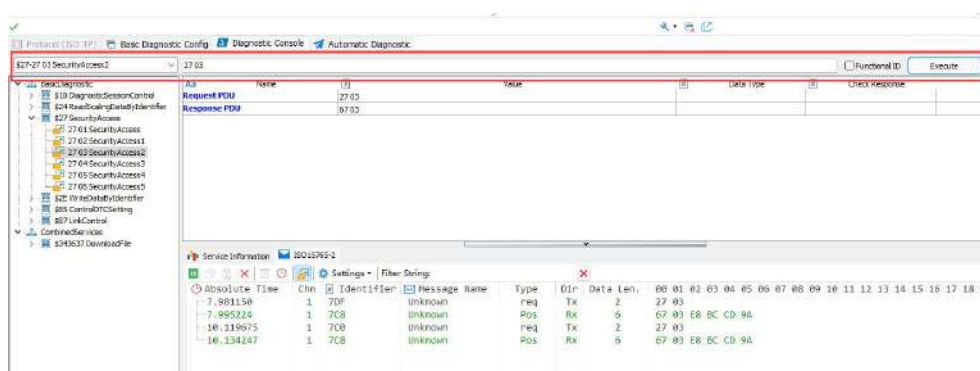 Protocol (ISO TP) Basic Diagnostic Config Diagnostic Console Automatic Diagnostic
$27-27 03 SecurityAccess2 27 03 Functional ID Execute
BasicDiagnostic Name Value Data Type Check Response
$10 DiagnosticSessionControl Request PDU 27 03
$24 ReadScalingDataByIdentifier Response PDU 67 03
$27 SecurityAccess
27 01 SecurityAccess
27 02 SecurityAccess1
27 03 SecurityAccess2
27 04 SecurityAccess3
27 05 SecurityAccess4
27 06 SecurityAccess5
$2E WriteDataByIdentifier
$85 ControlDTCSetting
$87 LinkControl
CombinedServices
$343637 DownloadFile
Service Information ISO15765-2
Settings Filter String:
Absolute Time Chn Identifier Message Name Type Dir Data Len. 00 01 02 03 04 05 06 07 08 09 10 11 12 13 14 15 16 17 18
7.981150 1 7DF Unknown req Tx 2 27 03
7.995224 1 7C8 Unknown Pos Rx 6 67 03 E8 BC CD 9A
10.119675 1 7C0 Unknown req Tx 2 27 03
10.134247 1 7C8 Unknown Pos Rx 6 67 03 E8 BC CD 9A